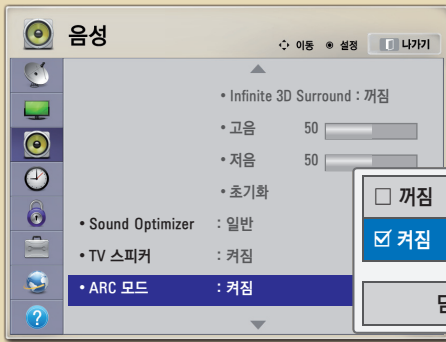 음성
이동 설정 나가기
• Infinite 3D Surround : 꺼짐
• 고음 50
• 저음 50
• 초기화
• Sound Optimizer : 일반
• TV 스피커 : 켜짐
• ARC 모드 : 켜짐
꺼짐
켜짐
?